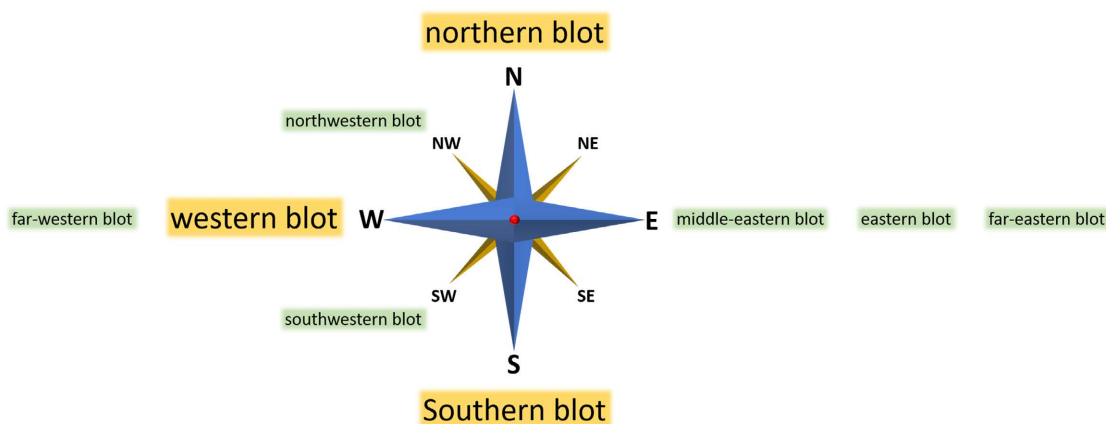 northern blot
N
northwestern blot
NW
NE
far-western blot
western blot
W
E
middle-eastern blot
eastern blot
far-eastern blot
SW
SE
southwestern blot
S
Southern blot